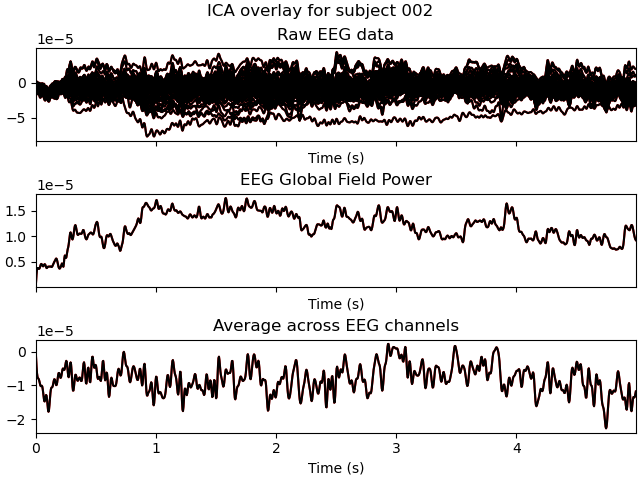 ICA overlay for subject 002
Raw EEG data
1e−5
0
−5
Time (s)
EEG Global Field Power
1e−5
1.5
1.0
0.5
Time (s)
Average across EEG channels
1e−5
0
−1
−2
0 1 2 3 4
Time (s)